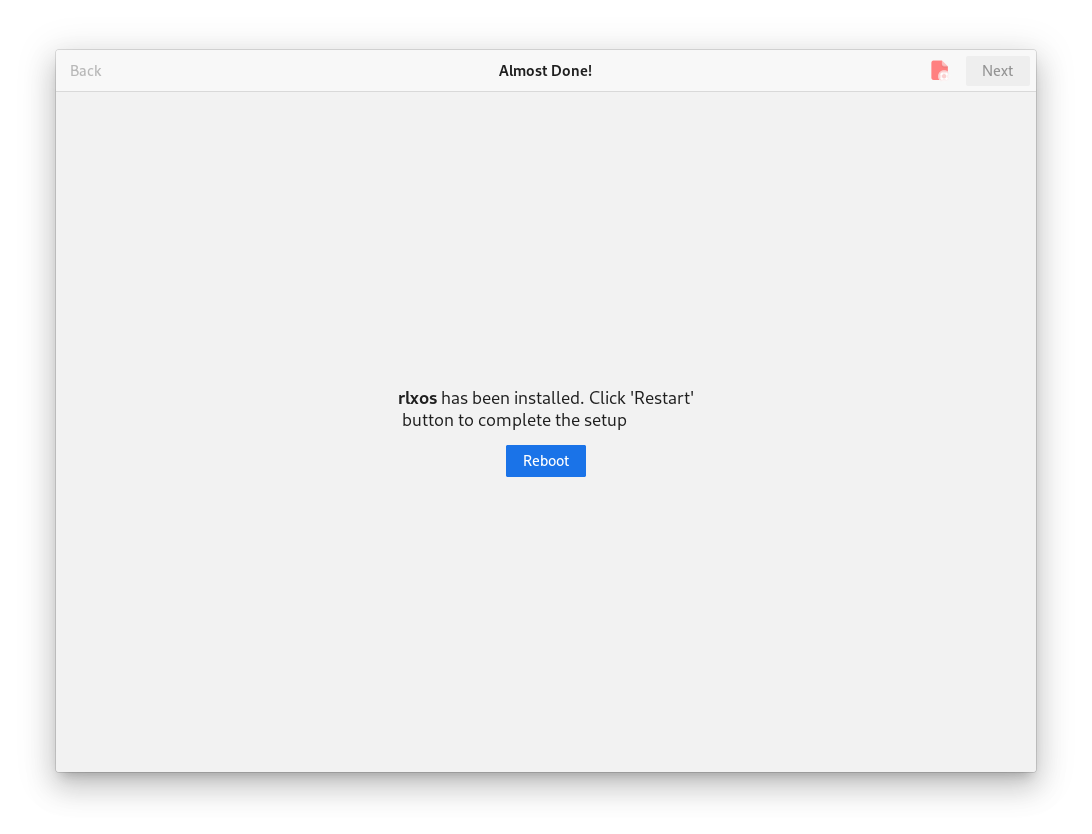 Back
Almost Done!
Next
rlxos has been installed. Click 'Restart'
button to complete the setup
Reboot